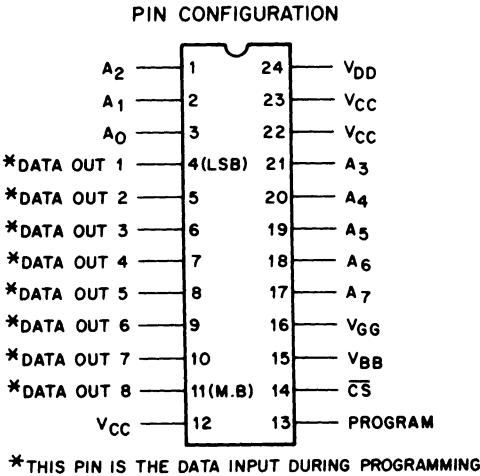 PIN CONFIGURATION
A2 1 24 VDD
A1 2 23 VCC
A0 3 22 VCC
*DATA OUT 1 4(LSB) 21 A3
*DATA OUT 2 5 20 A4
*DATA OUT 3 6 19 A5
*DATA OUT 4 7 18 A6
*DATA OUT 5 8 17 A7
*DATA OUT 6 9 16 VGG
*DATA OUT 7 10 15 VBB
*DATA OUT 8 11(M.B) 14 C̅S̅
VCC 12 13 PROGRAM
*THIS PIN IS THE DATA INPUT DURING PROGRAMMING